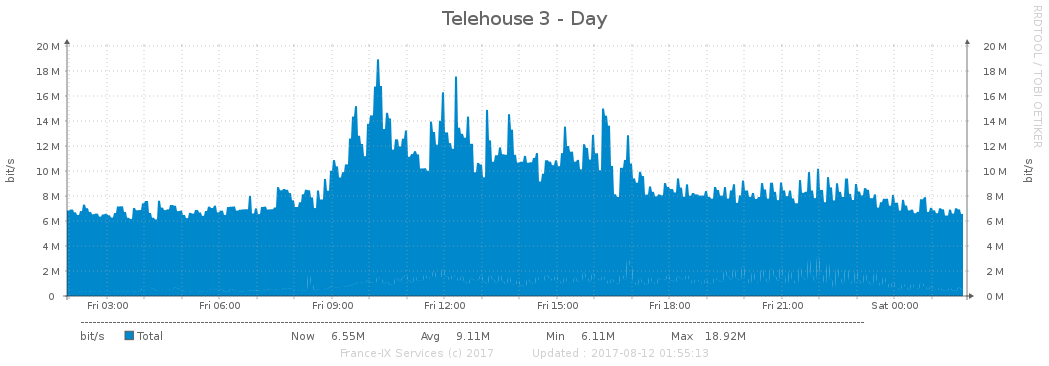 Telehouse 3 - Day
RRDTOOL / TOBI OETIKER
20 M 20 M
18 M 18 M
16 M 16 M
14 M 14 M
12 M 12 M
10 M 10 M
8 M 8 M
6 M 6 M
4 M 4 M
2 M 2 M
0 0 M
bit/s bit/s
Fri 03:00 Fri 06:00 Fri 09:00 Fri 12:00 Fri 15:00 Fri 18:00 Fri 21:00 Sat 00:00
bit/s Total Now 6.55M Avg 9.11M Min 6.11M Max 18.92M
France-IX Services (c) 2017 Updated : 2017-08-12 01:55:13